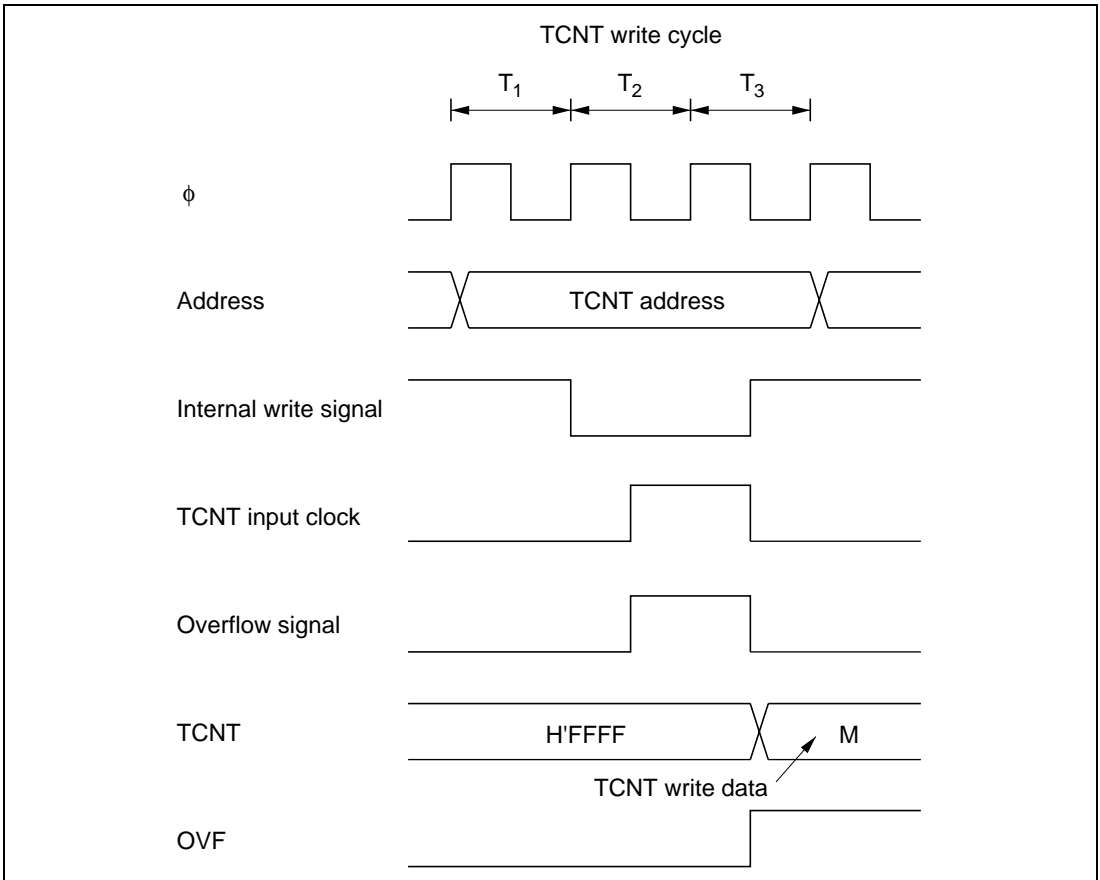 TCNT write cycle
T1 T2 T3
φ
Address TCNT address
Internal write signal
TCNT input clock
Overflow signal
TCNT H'FFFF M
TCNT write data
OVF